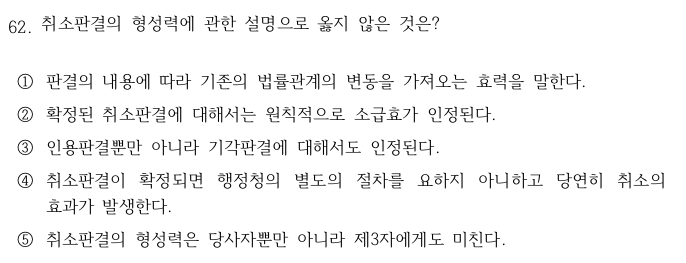 62. 취소판결의 형성력에 관한 설명으로 옳지 않은 것은?
① 판결의 내용에 따라 기존의 법률관계의 변동을 가져오는 효력을 말한다.
② 확정된 취소판결에 대해서는 원칙적으로 소급효가 인정된다.
③ 인용판결뿐만 아니라 기각판결에 대해서도 인정된다.
④ 취소판결이 확정되면 행정청의 별도의 절차를 요하지 아니하고 당연히 취소의
효과가 발생한다.
⑤ 취소판결의 형성력은 당사자뿐만 아니라 제3자에게도 미친다.